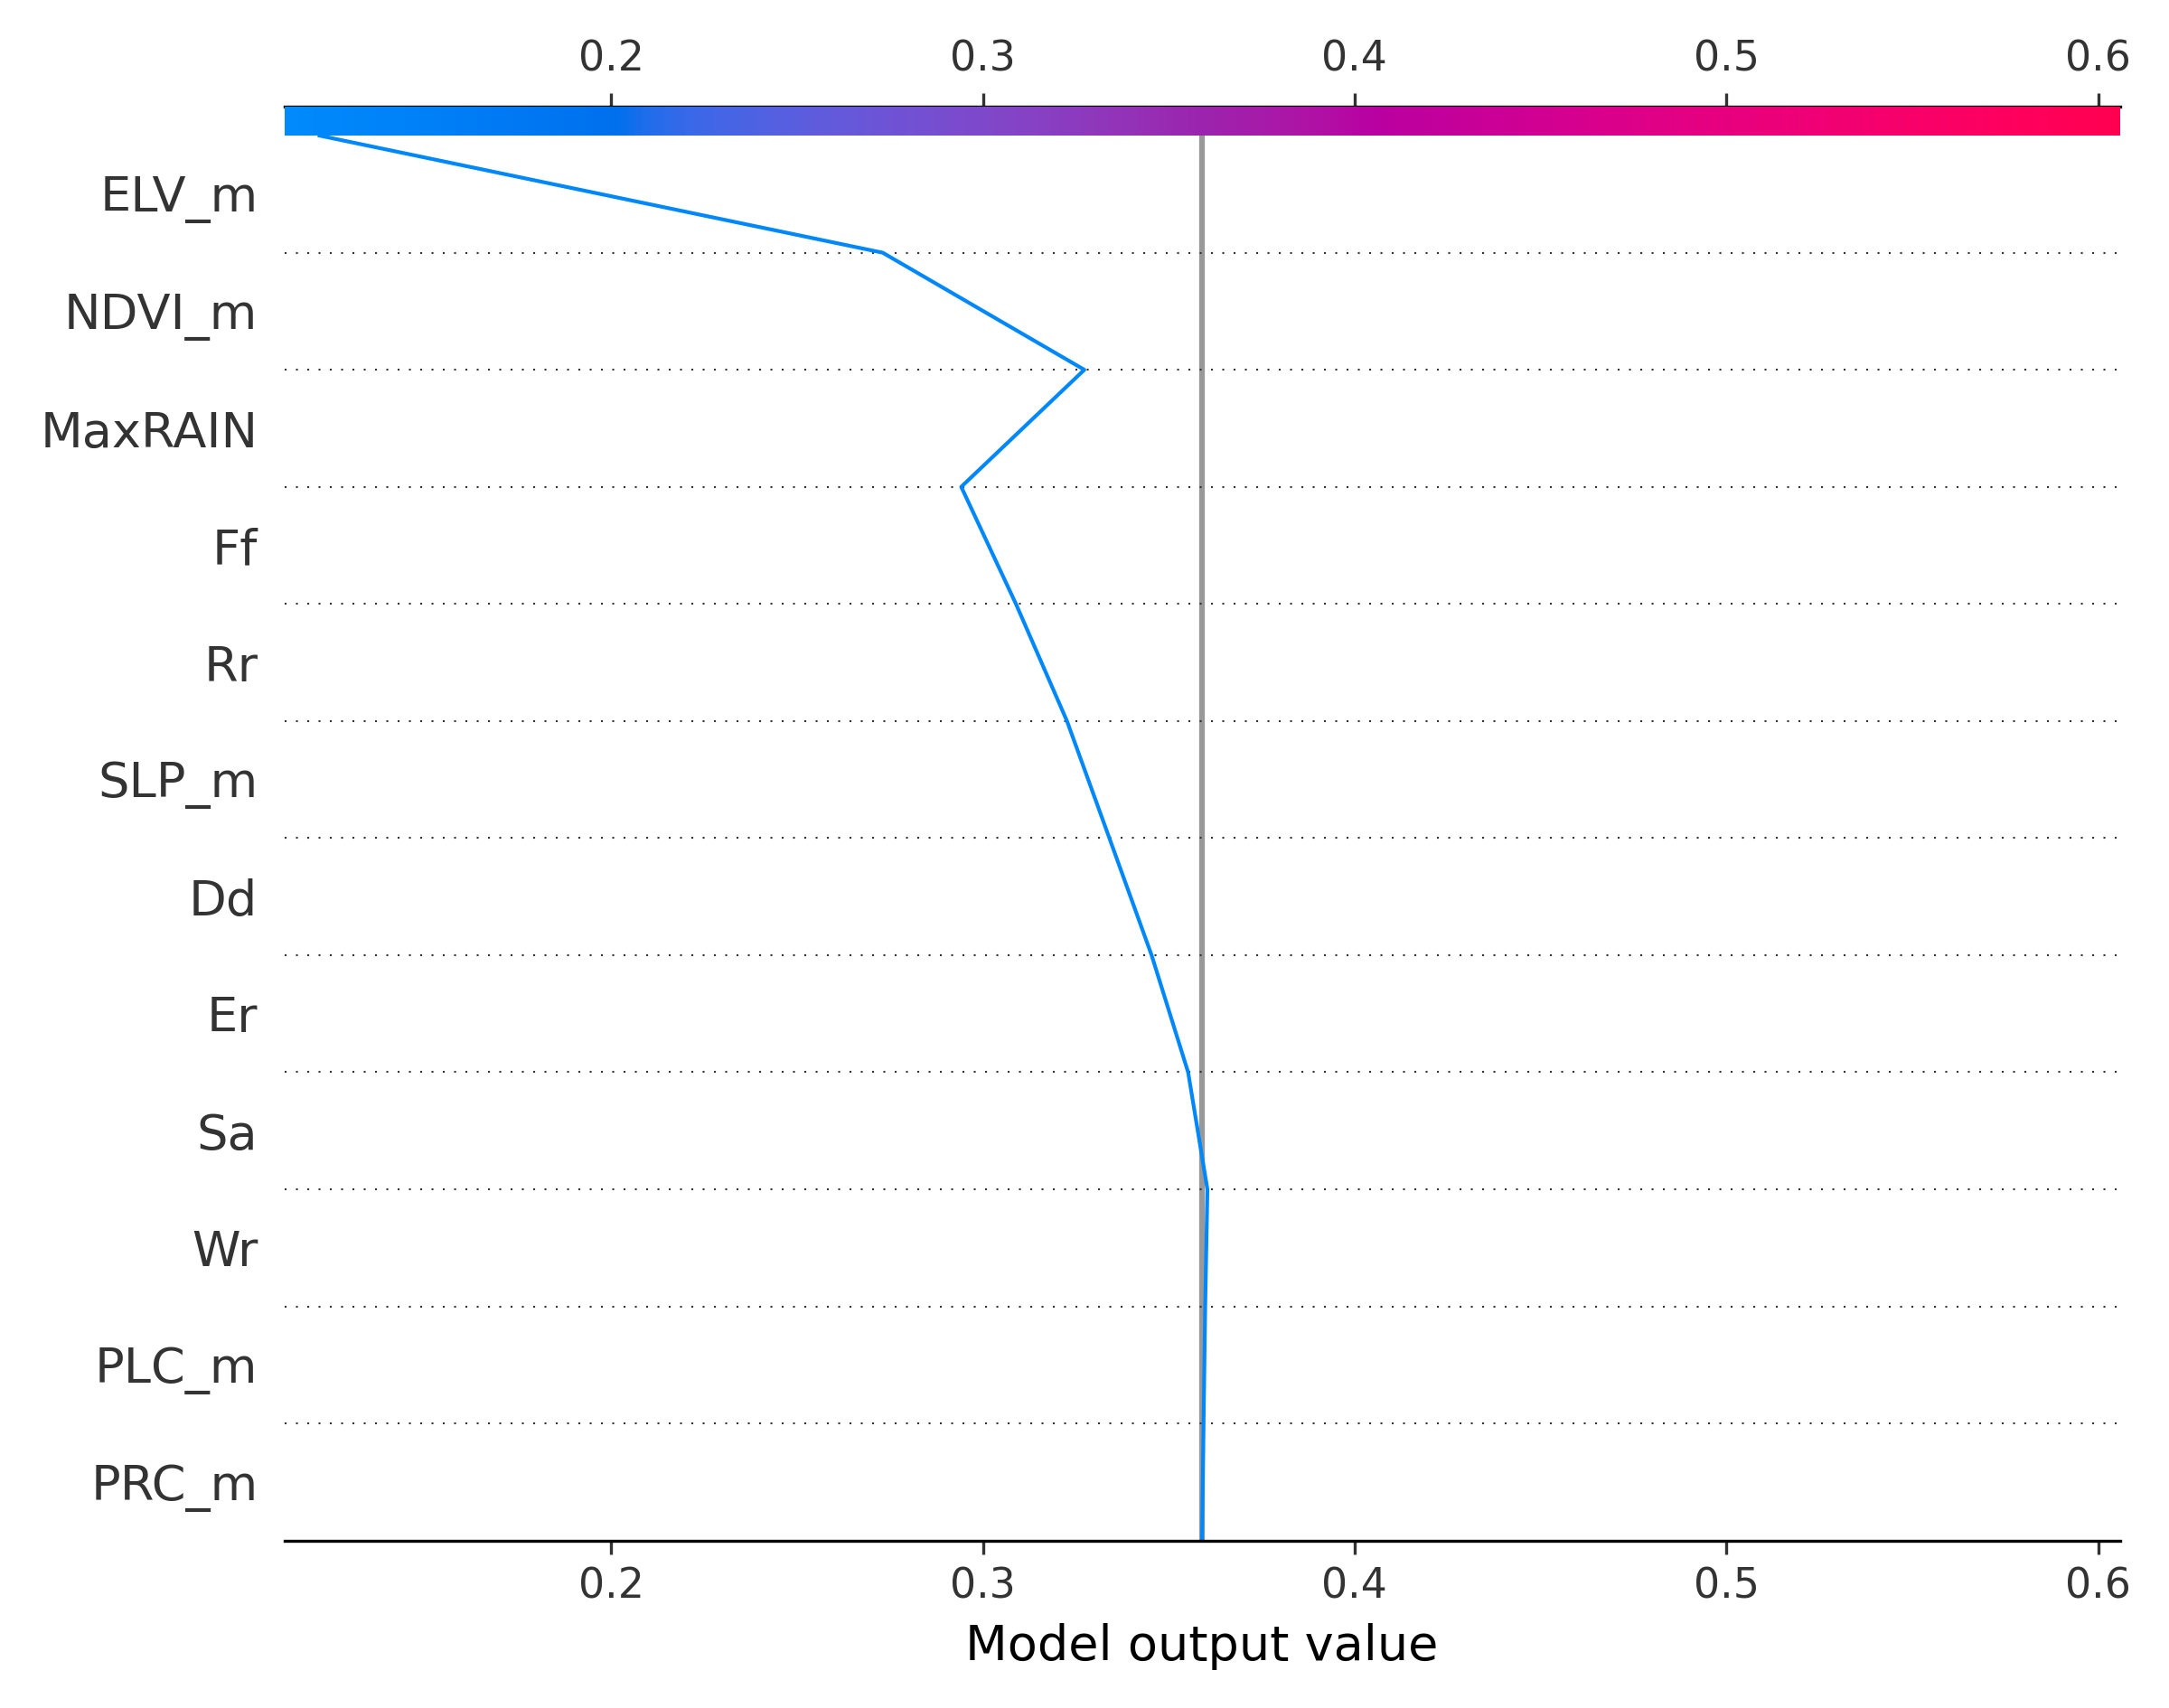 0.2 0.3 0.4 0.5 0.6
ELV_m
NDVI_m
MaxRAIN
Ff
Rr
SLP_m
Dd
Er
Sa
Wr
PLC_m
PRC_m
0.2 0.3 0.4 0.5 0.6
Model output value